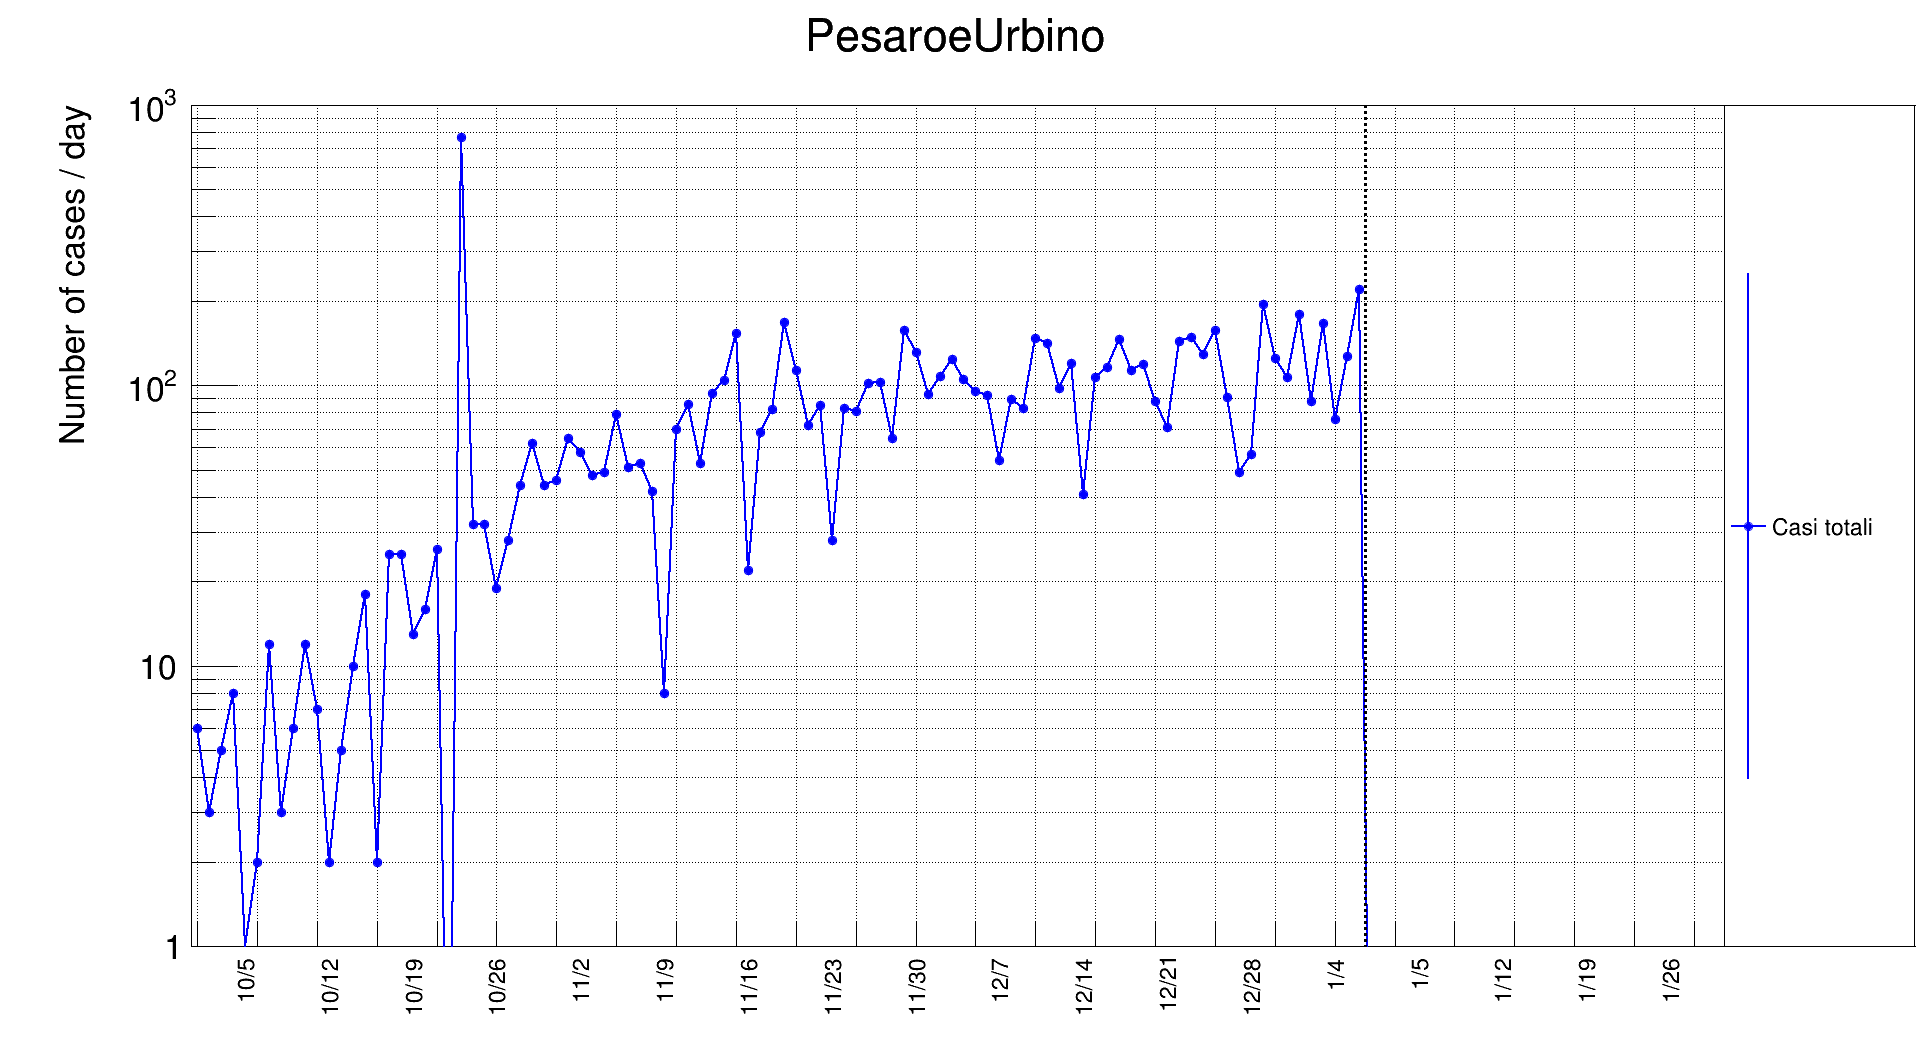 PesaroeUrbino
Number of cases / day
10³
10²
10
1
10/5 10/12 10/19 10/26 11/2 11/9 11/16 11/23 11/30 12/7 12/14 12/21 12/28 1/4 1/5 1/12 1/19 1/26
Casi totali